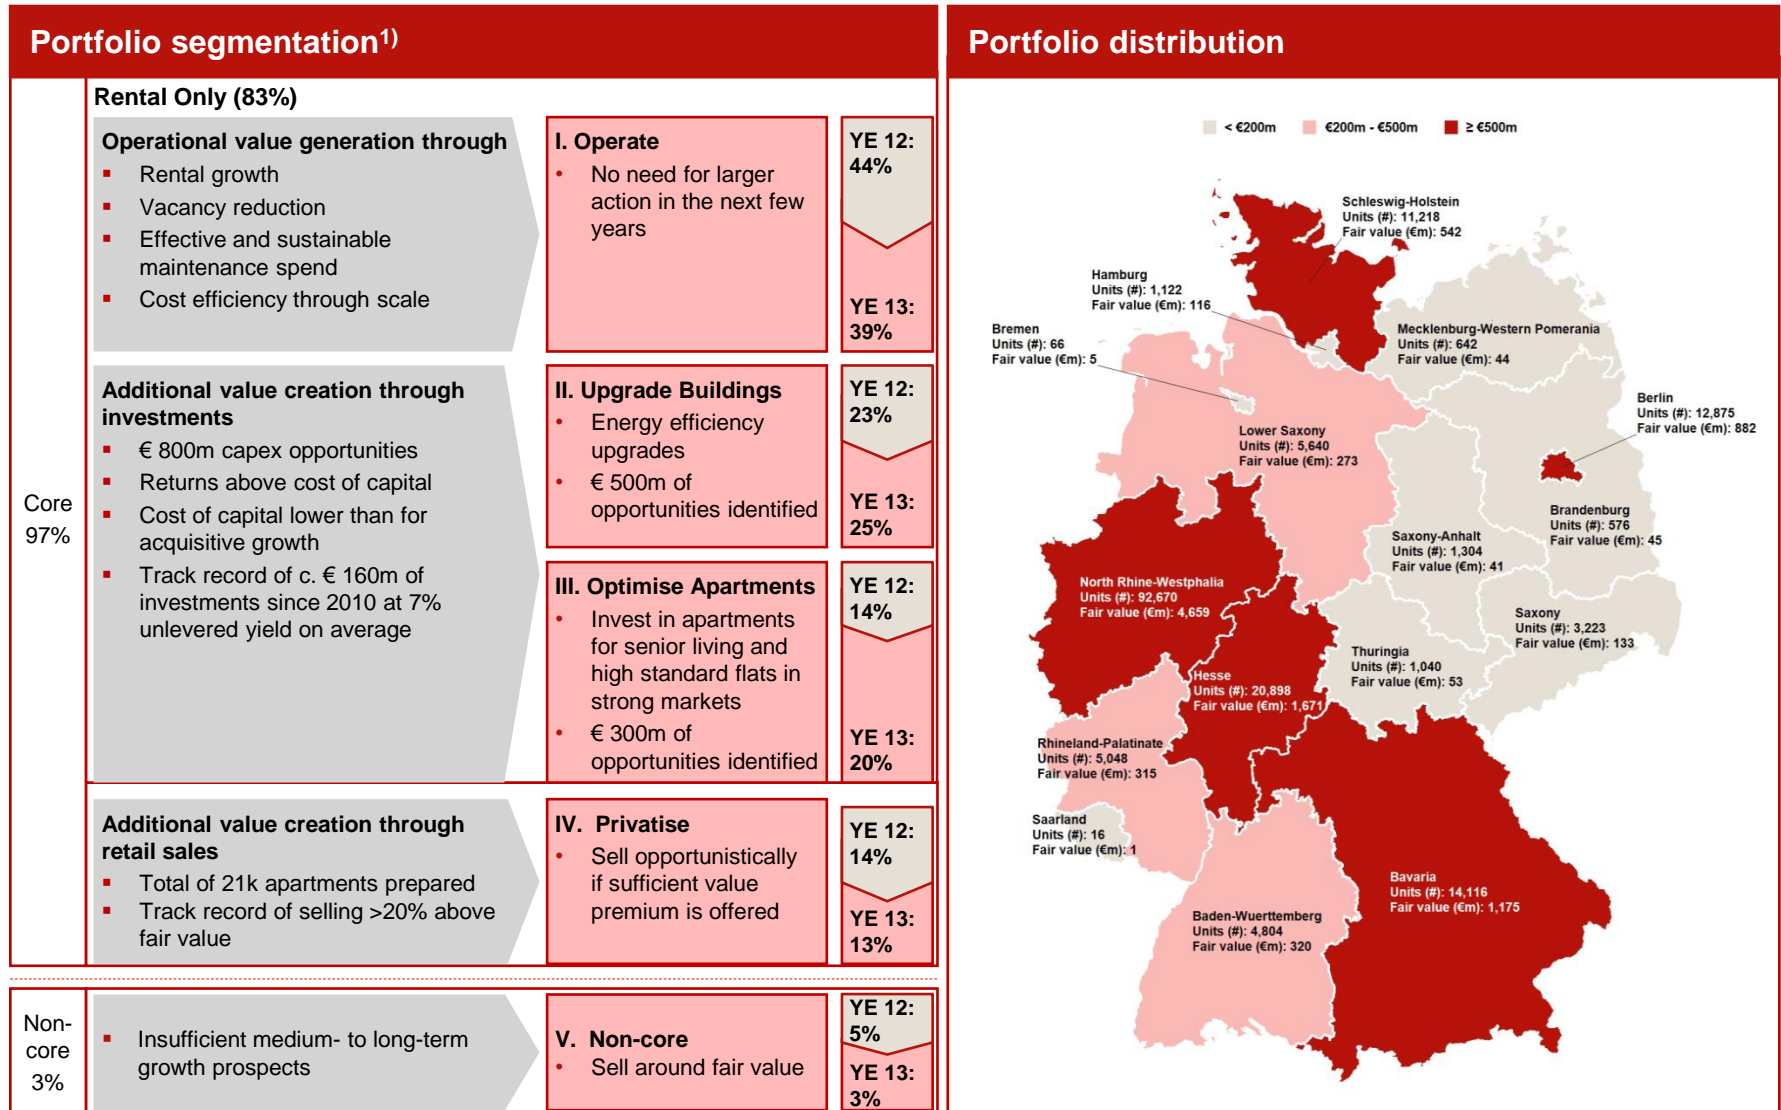 Portfolio segmentation1)
Core
97%
Rental Only (83%)
Operational value generation through
▪ Rental growth
▪ Vacancy reduction
▪ Effective and sustainable
maintenance spend
▪ Cost efficiency through scale
I. Operate
• No need for larger
action in the next few
years
YE 12:
44%
YE 13:
39%
Additional value creation through
investments
▪ € 800m capex opportunities
▪ Returns above cost of capital
▪ Cost of capital lower than for
acquisitive growth
▪ Track record of c. € 160m of
investments since 2010 at 7%
unlevered yield on average
II. Upgrade Buildings
• Energy efficiency
upgrades
• € 500m of
opportunities identified
YE 12:
23%
YE 13:
25%
III. Optimise Apartments
• Invest in apartments
for senior living and
high standard flats in
strong markets
• € 300m of
opportunities identified
YE 12:
14%
YE 13:
20%
Additional value creation through
retail sales
▪ Total of 21k apartments prepared
▪ Track record of selling >20% above
fair value
IV. Privatise
• Sell opportunistically
if sufficient value
premium is offered
YE 12:
14%
YE 13:
13%
Non-
core
3%
▪ Insufficient medium- to long-term
growth prospects
V. Non-core
• Sell around fair value
YE 12:
5%
YE 13:
3%
Portfolio distribution
< €200m
€200m - €500m
≥ €500m
Schleswig-Holstein
Units (#): 11,218
Fair value (€m): 542
Hamburg
Units (#): 1,122
Fair value (€m): 116
Bremen
Units (#): 66
Fair value (€m): 5
Mecklenburg-Western Pomerania
Units (#): 642
Fair value (€m): 44
Berlin
Units (#): 12,875
Fair value (€m): 882
Lower Saxony
Units (#): 5,640
Fair value (€m): 273
Brandenburg
Units (#): 576
Fair value (€m): 45
Saxony-Anhalt
Units (#): 1,304
Fair value (€m): 41
North Rhine-Westphalia
Units (#): 92,670
Fair value (€m): 4,659
Saxony
Units (#): 3,223
Fair value (€m): 133
Thuringia
Units (#): 1,040
Fair value (€m): 53
Hesse
Units (#): 20,898
Fair value (€m): 1,671
Rhineland-Palatinate
Units (#): 5,048
Fair value (€m): 315
Saarland
Units (#): 16
Fair value (€m): 1
Bavaria
Units (#): 14,116
Fair value (€m): 1,175
Baden-Wuerttemberg
Units (#): 4,804
Fair value (€m): 320